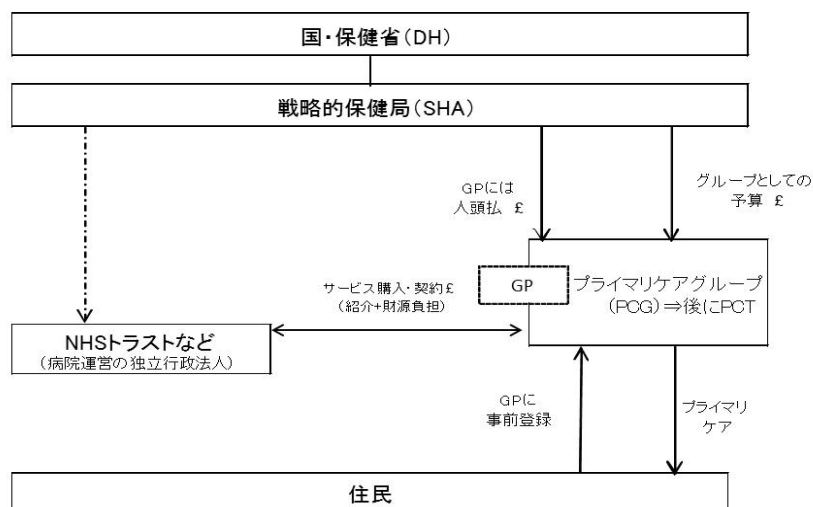 国・保健省(DH)
戦略的保健局(SHA)
GPには
人頭払 £
グループとしての
予算 £
サービス購入・契約£
(紹介+財源負担)
GP
プライマリケアグループ
(PCG)⇒後にPCT
NHSトラストなど
(病院運営の独立行政法人)
GPに
事前登録
プライマリ
ケア
住民